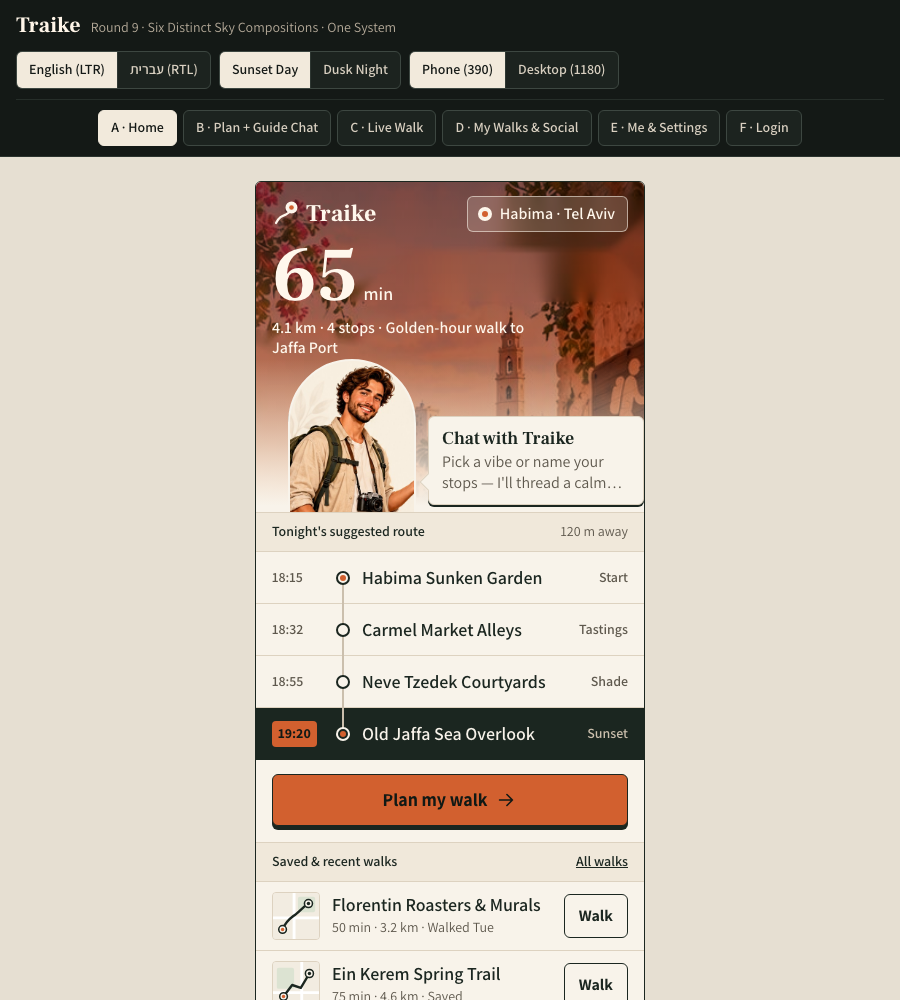 Traike Round 9 · Six Distinct Sky Compositions · One System
English (LTR) עברית (RTL) Sunset Day Dusk Night Phone (390) Desktop (1180)
A · Home B · Plan + Guide Chat C · Live Walk D · My Walks & Social E · Me & Settings F · Login
Traike Habima · Tel Aviv
65 min
4.1 km · 4 stops · Golden-hour walk to
Jaffa Port
Chat with Traike
Pick a vibe or name your
stops — I'll thread a calm…
Tonight's suggested route 120 m away
18:15 Habima Sunken Garden Start
18:32 Carmel Market Alleys Tastings
18:55 Neve Tzedek Courtyards Shade
19:20 Old Jaffa Sea Overlook Sunset
Plan my walk →
Saved & recent walks All walks
Florentin Roasters & Murals Walk
50 min · 3.2 km · Walked Tue
Ein Kerem Spring Trail Walk
75 min · 4.6 km · Saved